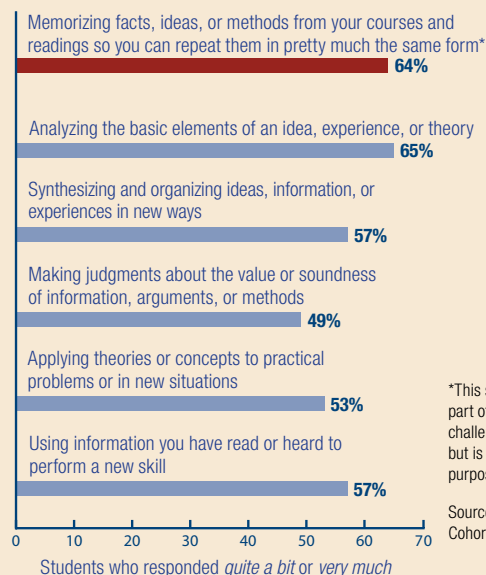 Memorizing facts, ideas, or methods from your courses and
readings so you can repeat them in pretty much the same form*
64%
Analyzing the basic elements of an idea, experience, or theory
65%
Synthesizing and organizing ideas, information, or
experiences in new ways
57%
Making judgments about the value or soundness
of information, arguments, or methods
49%
Applying theories or concepts to practical
problems or in new situations
53%
Using information you have read or heard to
perform a new skill
57%
0 10 20 30 40 50 60 70
Students who responded quite a bit or very much
*This
part
challe
but is
purpos
Source
Cohor